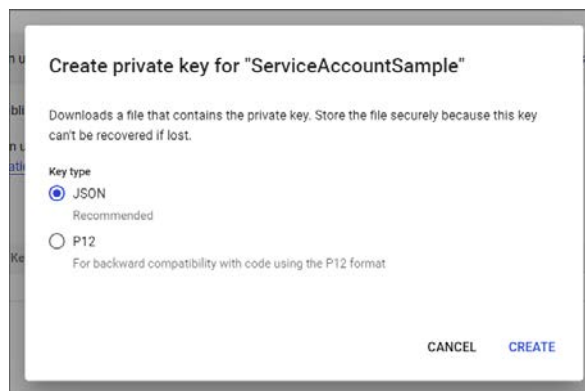 Create private key for "ServiceAccountSample"
Downloads a file that contains the private key. Store the file securely because this key
can't be recovered if lost.
Key type
JSON
Recommended
P12
For backward compatibility with code using the P12 format
CANCEL CREATE